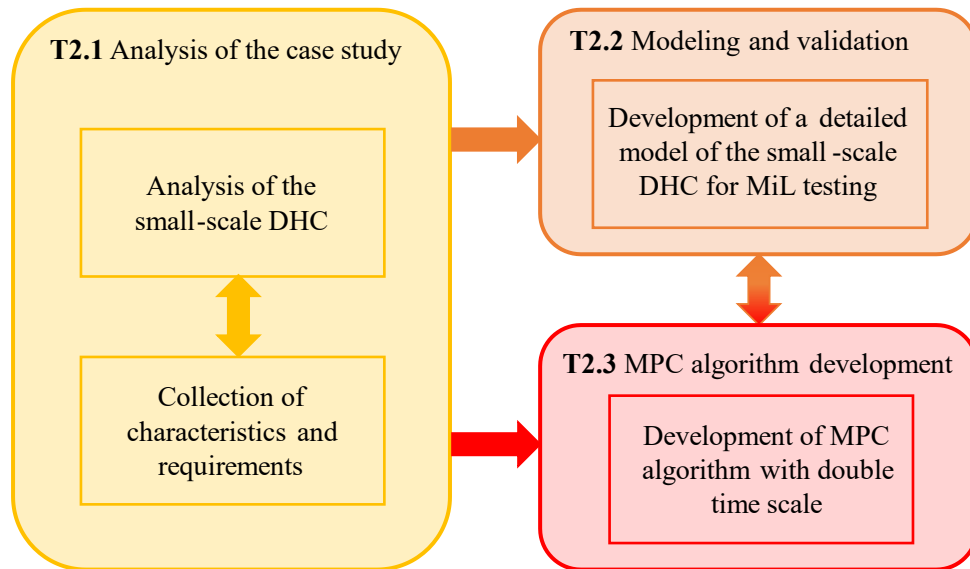 T2.1 Analysis of the case study
Analysis of the
small-scale DHC
Collection of
characteristics and
requirements
T2.2 Modeling and validation
Development of a detailed
model of the small -scale
DHC for MiL testing
T2.3 MPC algorithm development
Development of MPC
algorithm with double
time scale